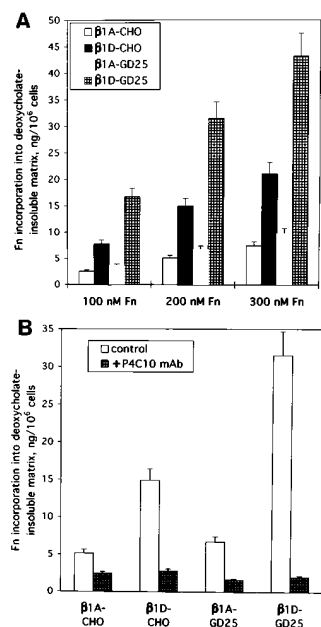 A
β1A-CHO
β1D-CHO
β1A-GD25
β1D-GD25
Fn incorporation into deoxycholate-
insoluble matrix, ng/10⁶ cells
50
45
40
35
30
25
20
15
10
5
0
100 nM Fn
200 nM Fn
300 nM Fn
B
control
+P4C10 mAb
Fn incorporation into deoxycholate-
insoluble matrix, ng/10⁶ cells
35
30
25
20
15
10
5
0
β1A-
CHO
β1D-
CHO
β1A-
GD25
β1D-
GD25